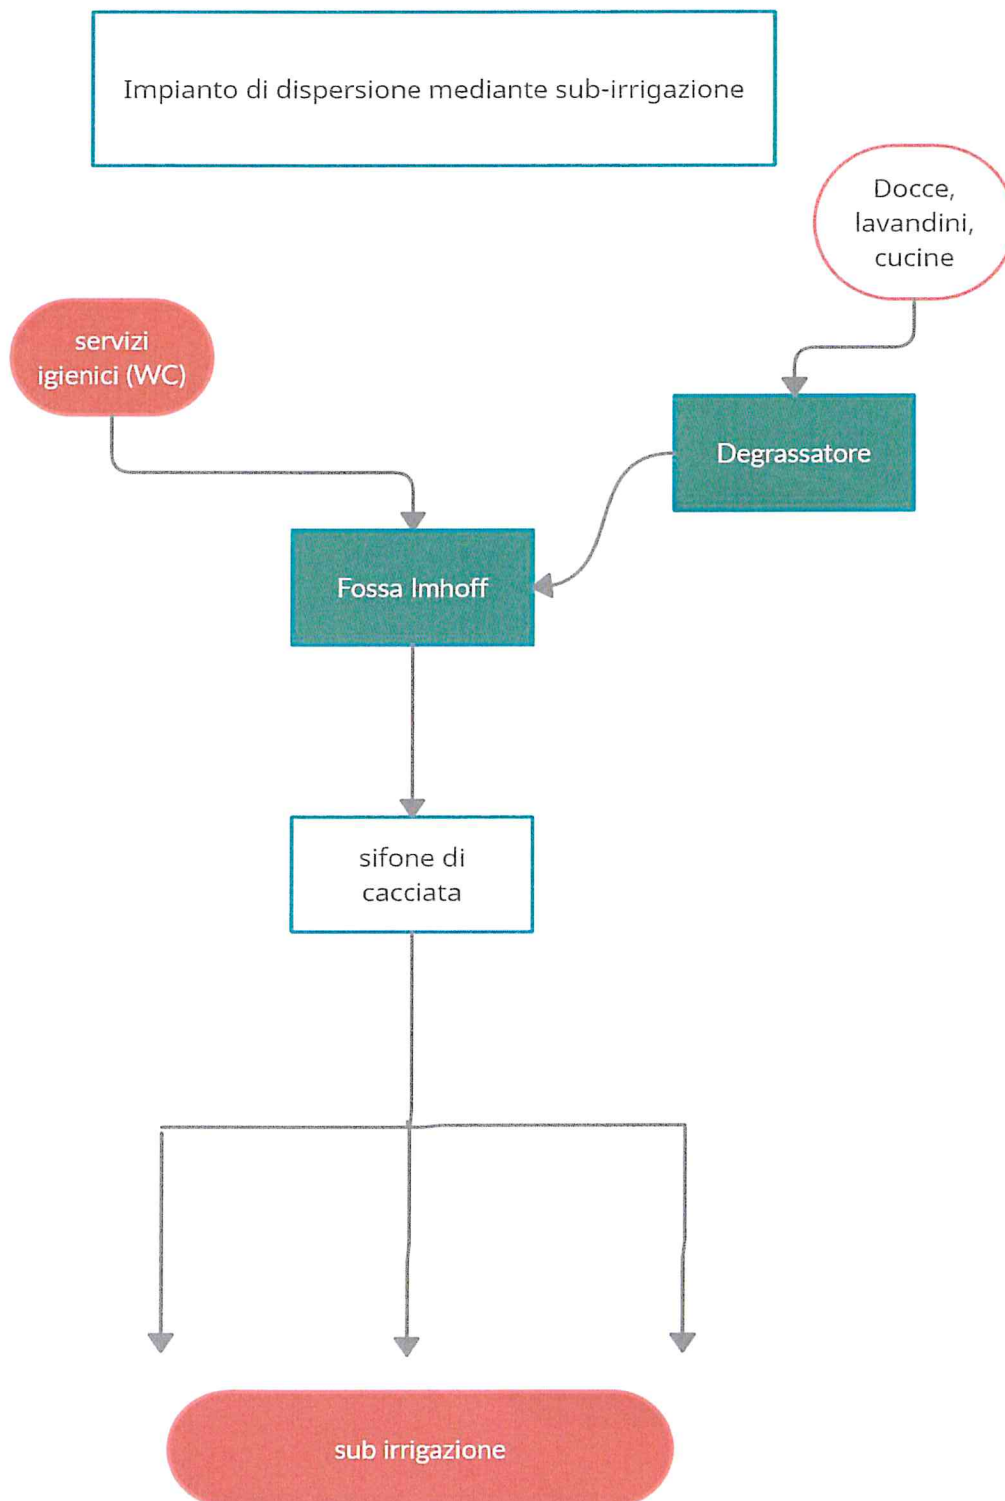 Impianto di dispersione mediante sub-irrigazione
Docce,
lavandini,
cucine
servizi
igienici (WC)
Degrassatore
Fossa Imhoff
sifone di
cacciata
sub irrigazione